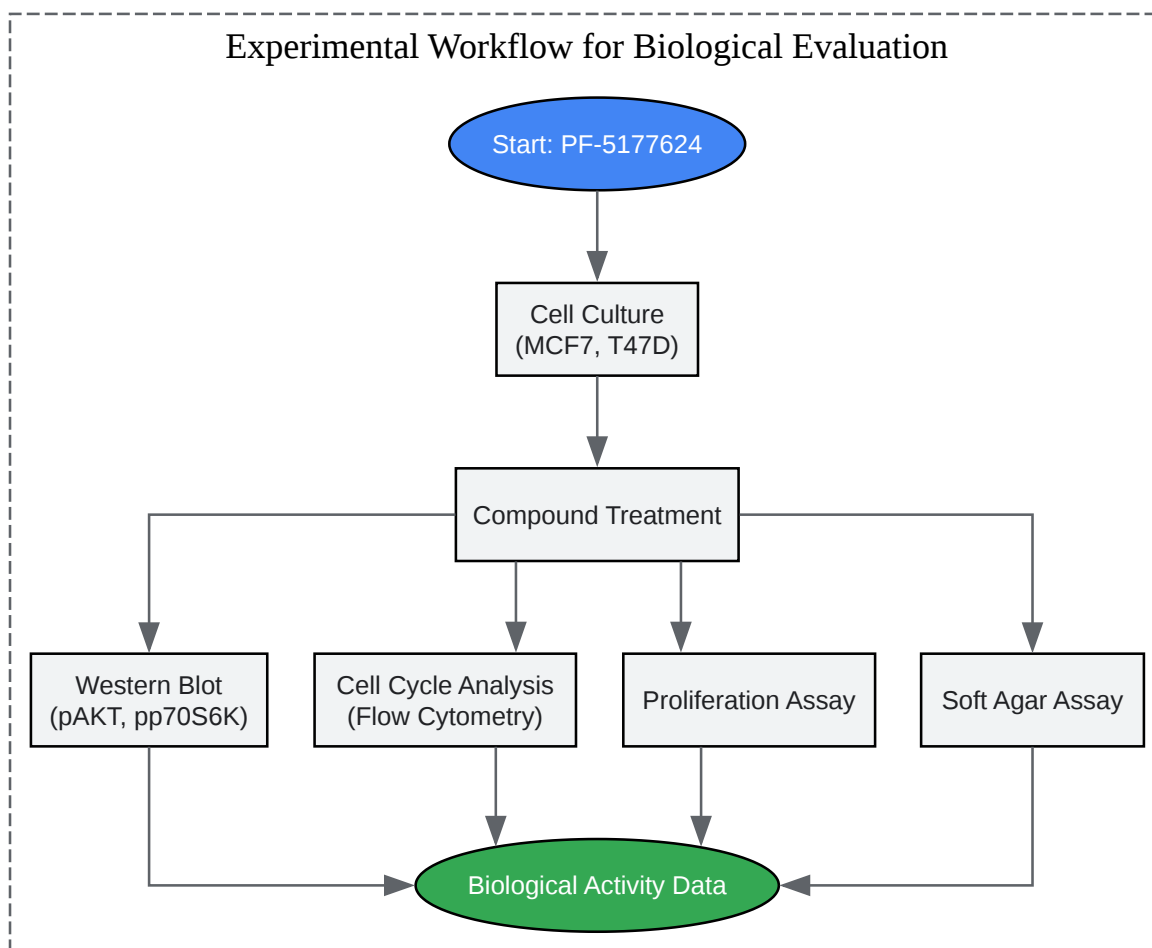 Experimental Workflow for Biological Evaluation
Start: PF-5177624
Cell Culture
(MCF7, T47D)
Compound Treatment
Western Blot
(pAKT, pp70S6K)
Cell Cycle Analysis
(Flow Cytometry)
Proliferation Assay
Soft Agar Assay
Biological Activity Data